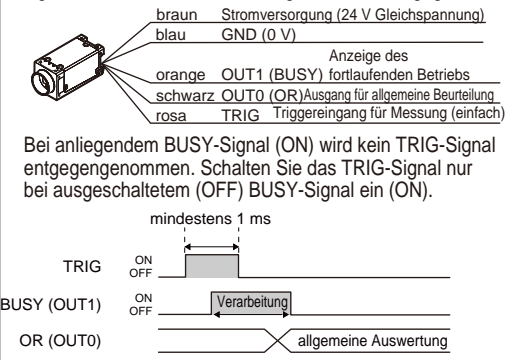 braun Stromversorgung (24 V Gleichspannung)
blau GND (0 V)
Anzeige des
orange OUT1 (BUSY) fortlaufenden Betriebs
schwarz OUT0 (OR) Ausgang für allgemeine Beurteilung
rosa TRIG Triggereingang für Messung (einfach)
Bei anliegendem BUSY-Signal (ON) wird kein TRIG-Signal
entgegengenommen. Schalten Sie das TRIG-Signal nur
bei ausgeschaltetem (OFF) BUSY-Signal ein (ON).
mindestens 1 ms
TRIG ON
OFF
BUSY (OUT1) ON
OFF
Verarbeitung
OR (OUT0) allgemeine Auswertung